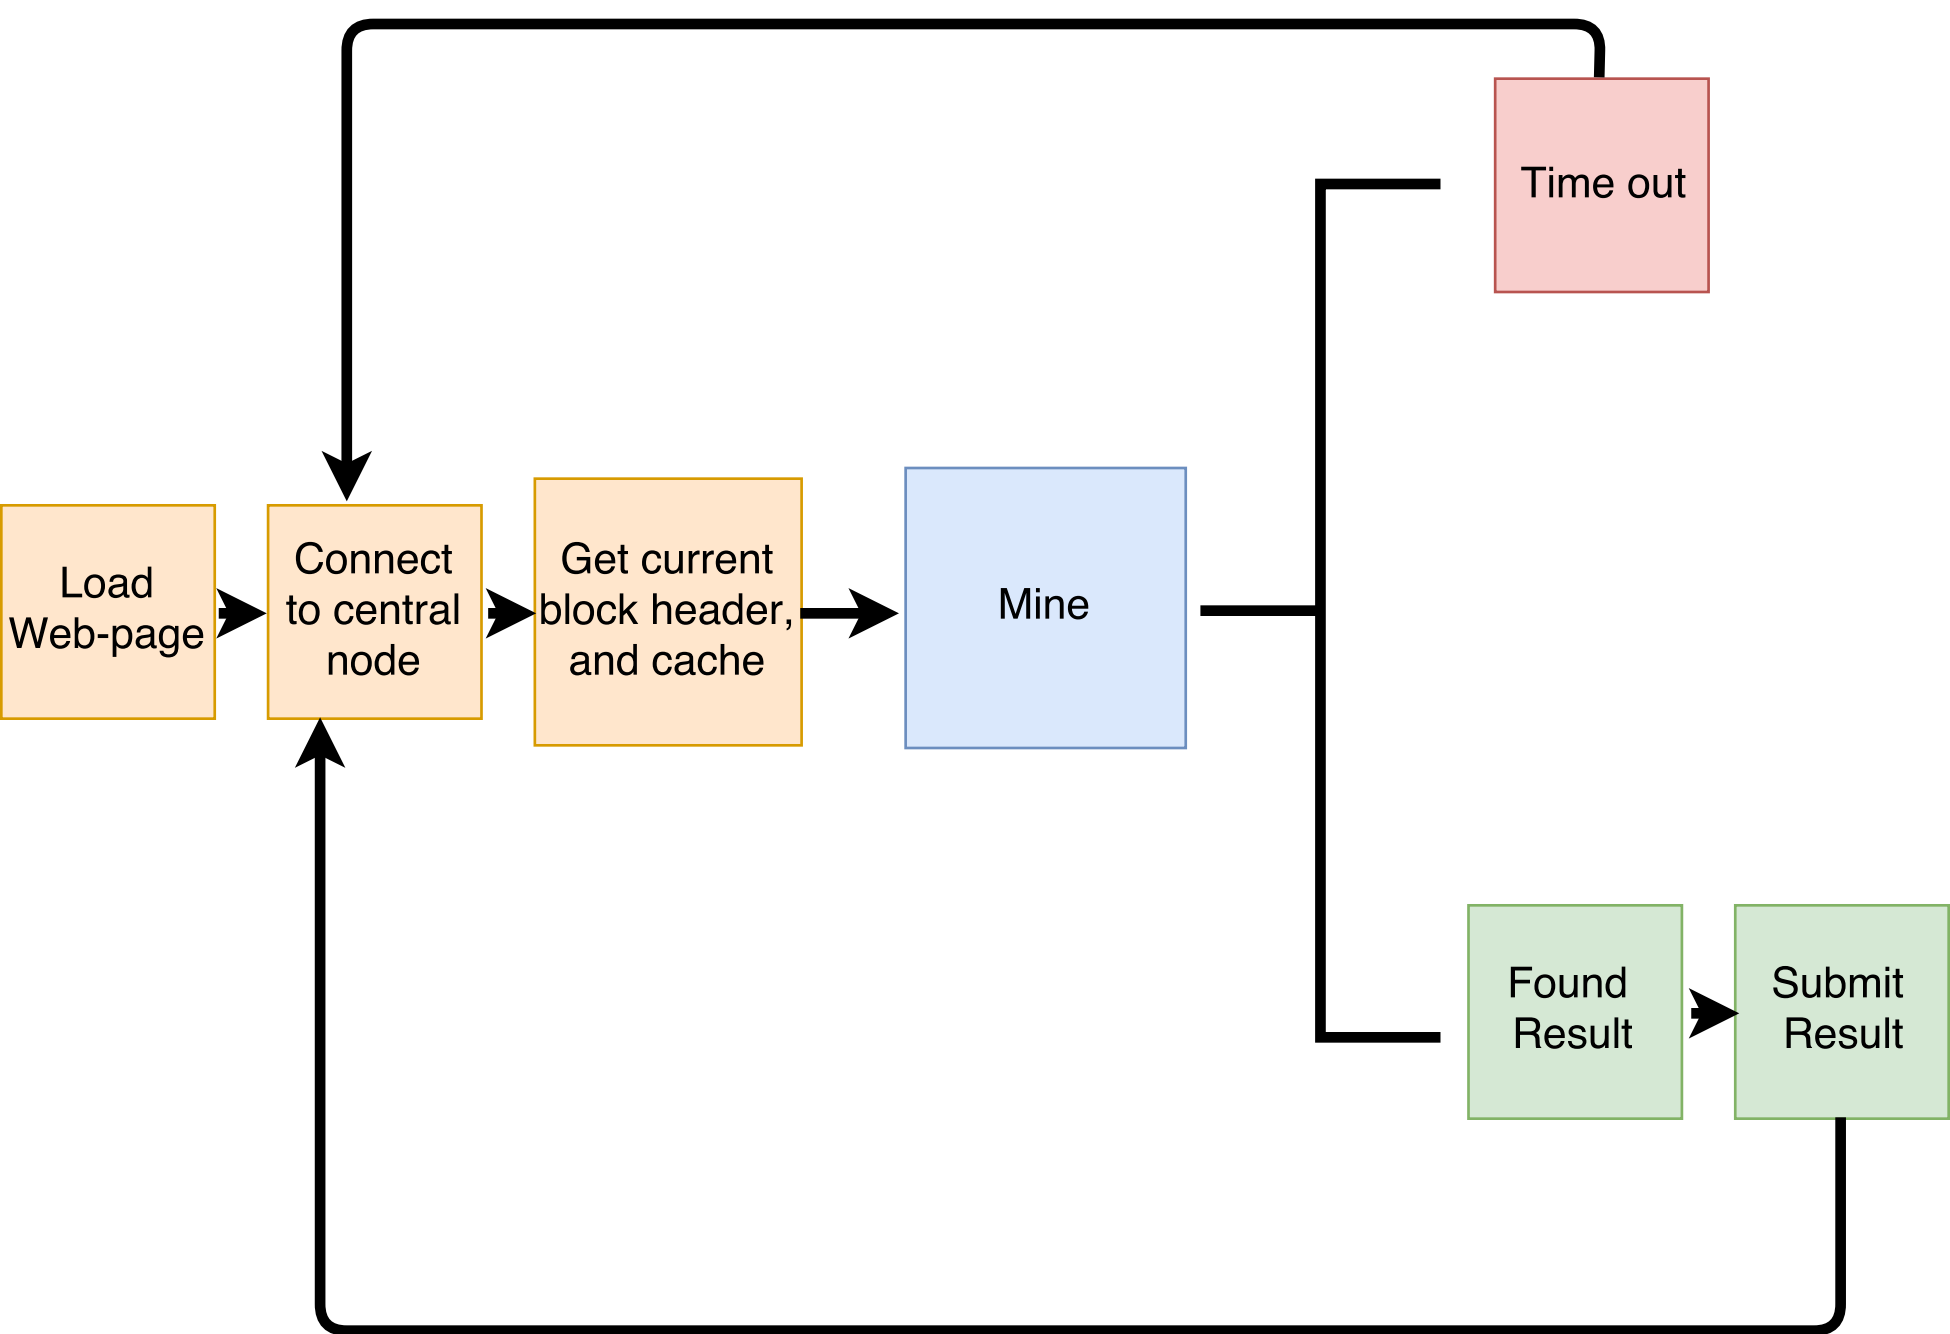 Load
Web-page
Connect
to central
node
Get current
block header,
and cache
Mine
Time out
Found
Result
Submit
Result